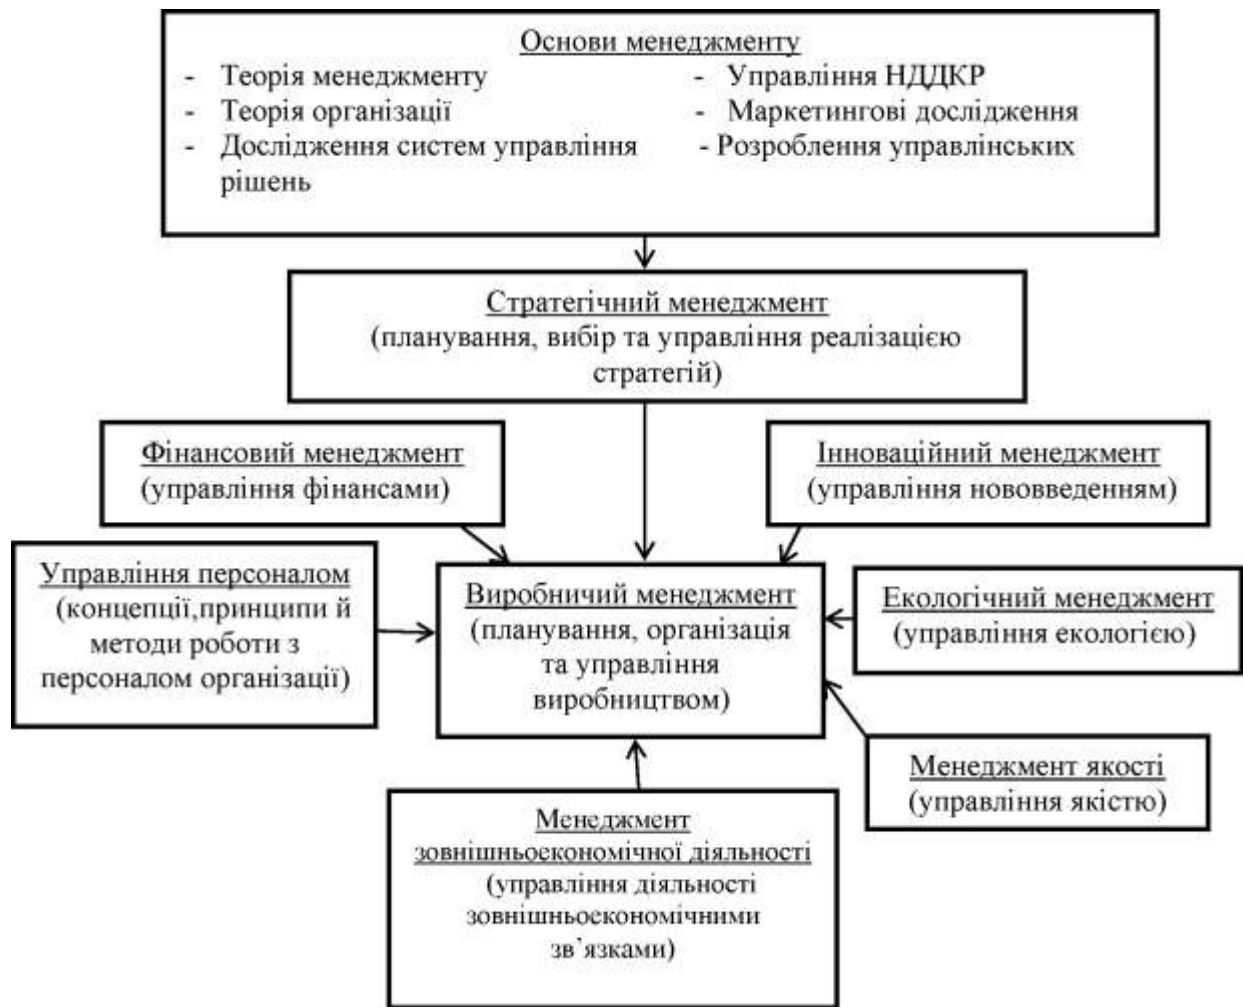 Основи менеджменту
- Теорія менеджменту - Управління НДДКР
- Теорія організації - Маркетингові дослідження
- Дослідження систем управління - Розроблення управлінських
рішень
Стратегічний менеджмент
(планування, вибір та управління реалізацією
стратегій)
Фінансовий менеджмент
(управління фінансами)
Інноваційний менеджмент
(управління нововведенням)
Управління персоналом
(концепції,принципи й
методи роботи з
персоналом організації)
Виробничий менеджмент
(планування, організація
та управління
виробництвом)
Екологічний менеджмент
(управління екологією)
Менеджмент якості
(управління якістю)
Менеджмент
зовнішньоекономічної діяльності
(управління діяльності
зовнішньоекономічними
зв’язками)